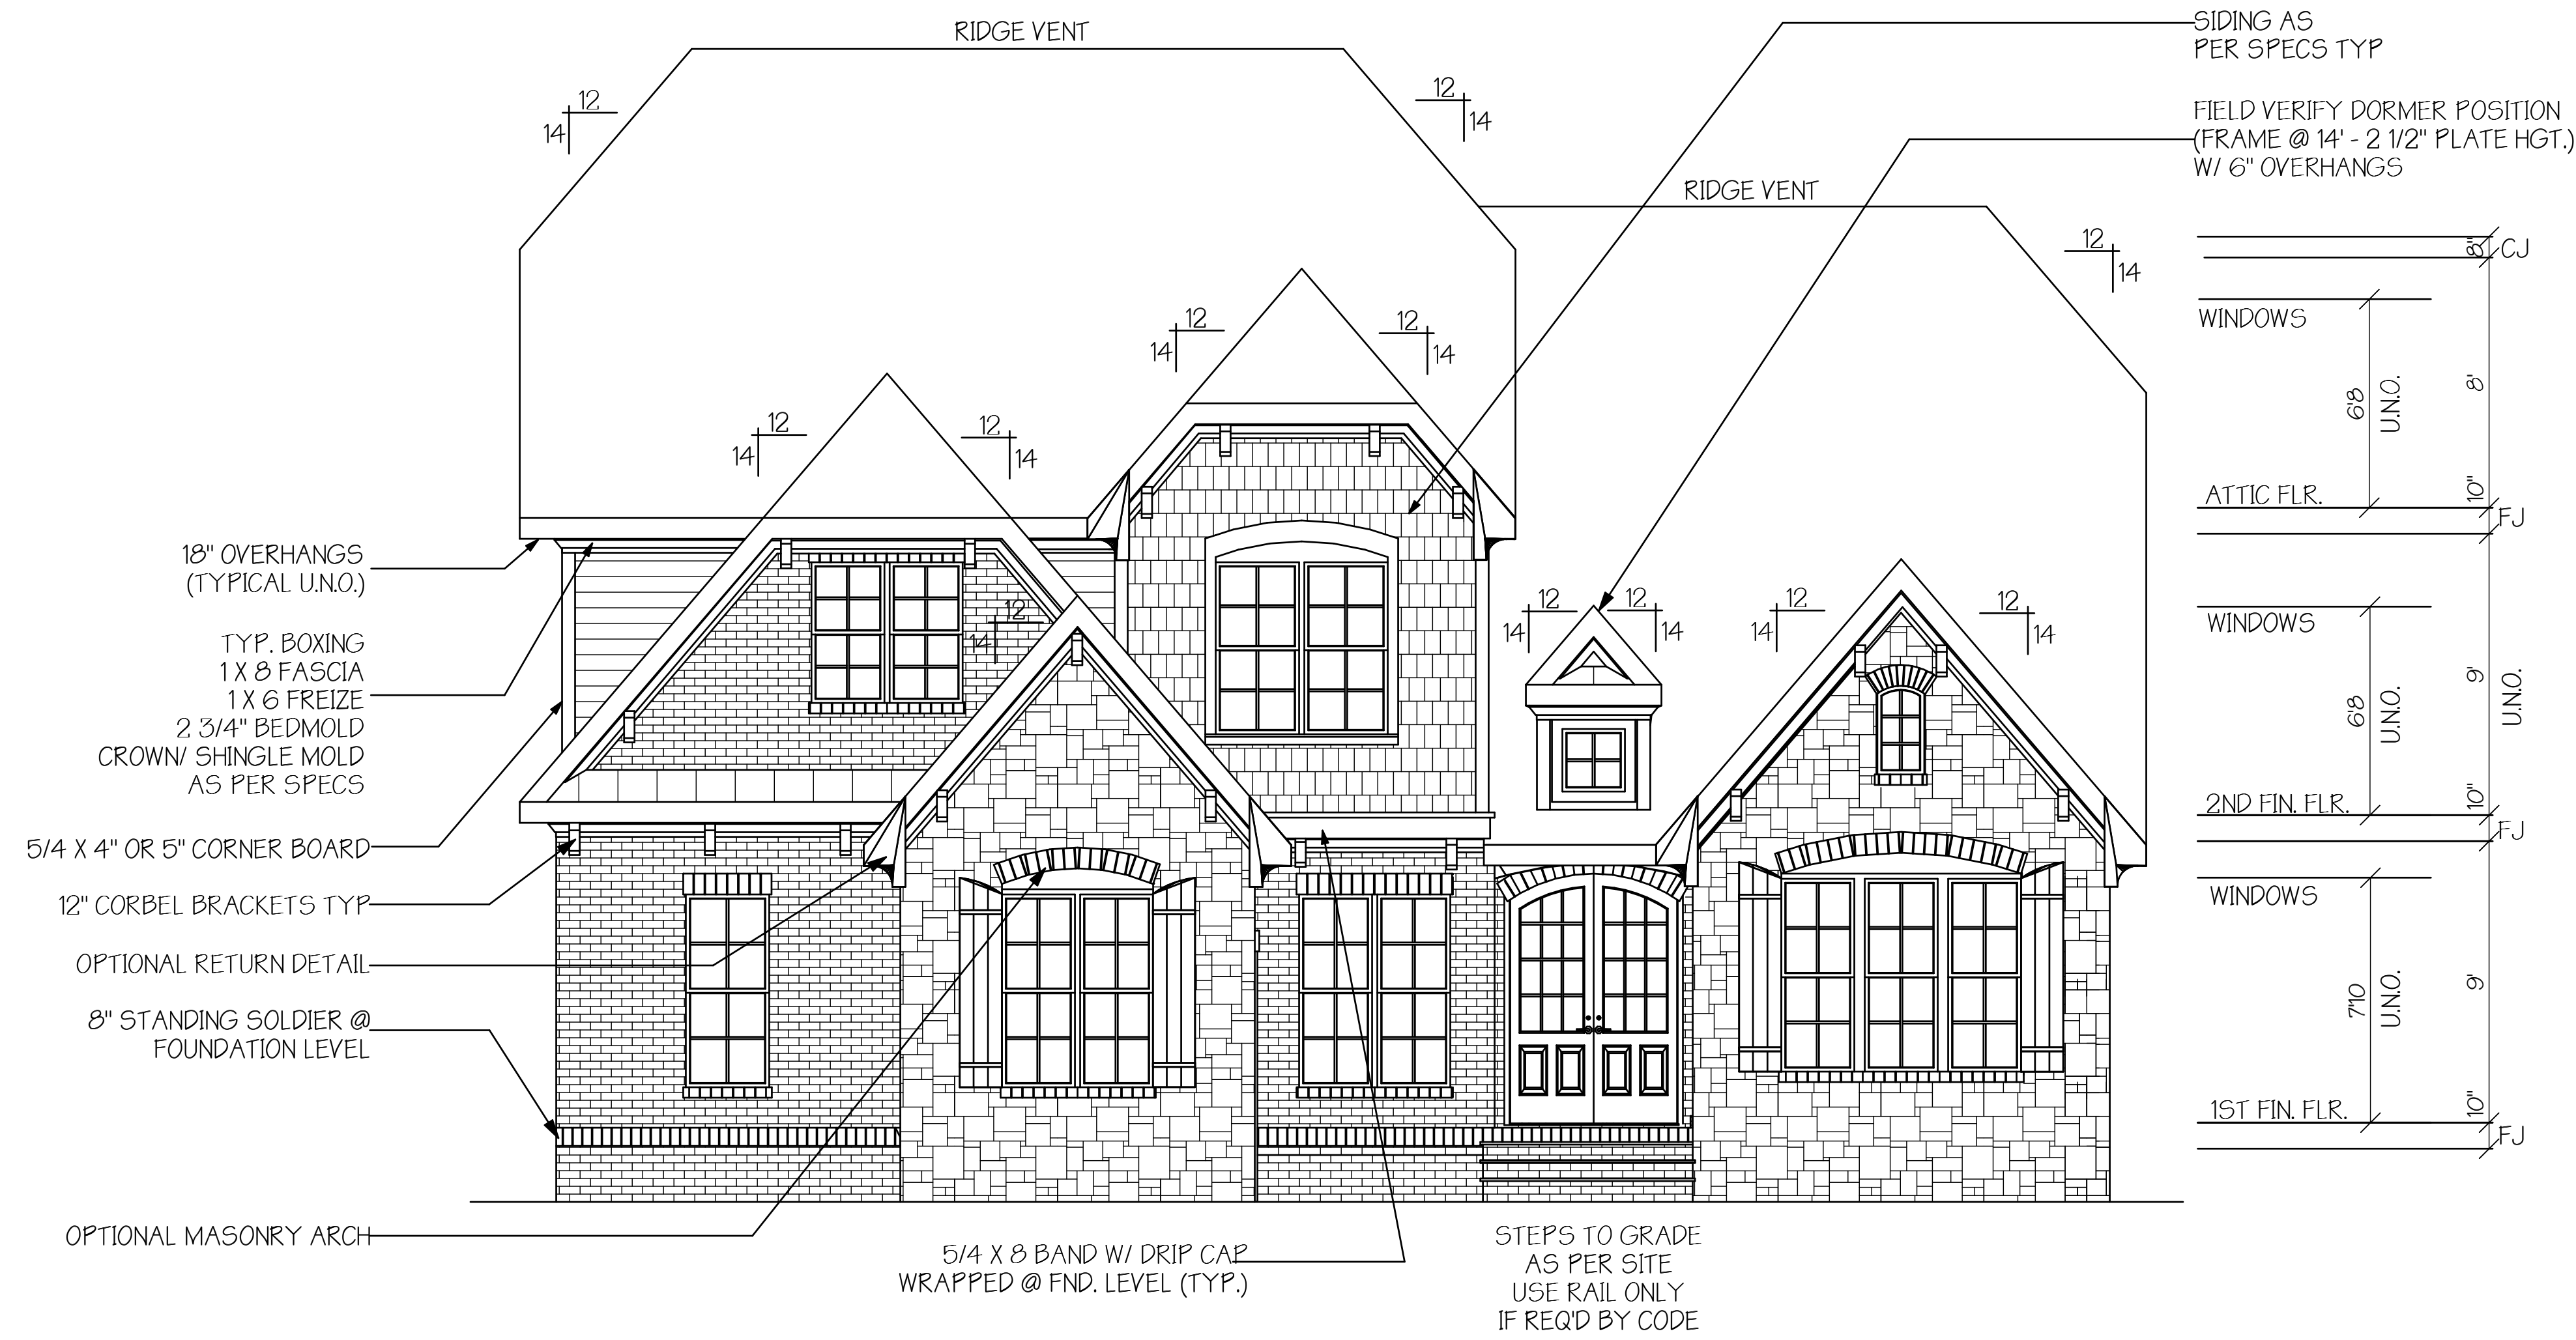 RIDGE VENT
SIDING AS
PER SPECS TYP
12
14
12
14
FIELD VERIFY DORMER POSITION
(FRAME @ 14' - 2 1/2" PLATE HGT.)
W/ 6" OVERHANGS
RIDGE VENT
12
14
8"
CJ
WINDOWS
6'8
U.N.O.
8'
ATTIC FLR.
10"
FJ
12
14
12
14
12
14
12
14
18" OVERHANGS
(TYPICAL U.N.O.)
TYP. BOXING
1 X 8 FASCIA
1 X 6 FREIZE
2 3/4" BEDMOLD
CROWN/ SHINGLE MOLD
AS PER SPECS
12
14
12
14
12
14
12
14
12
14
WINDOWS
6'8
U.N.O.
9'
U.N.O.
2ND FIN. FLR.
10"
FJ
5/4 X 4" OR 5" CORNER BOARD
12" CORBEL BRACKETS TYP
OPTIONAL RETURN DETAIL
8" STANDING SOLDIER @
FOUNDATION LEVEL
WINDOWS
7'10
U.N.O.
9'
1ST FIN. FLR.
10"
FJ
OPTIONAL MASONRY ARCH
5/4 X 8 BAND W/ DRIP CAP
WRAPPED @ FND. LEVEL (TYP.)
STEPS TO GRADE
AS PER SITE
USE RAIL ONLY
IF REQ'D BY CODE